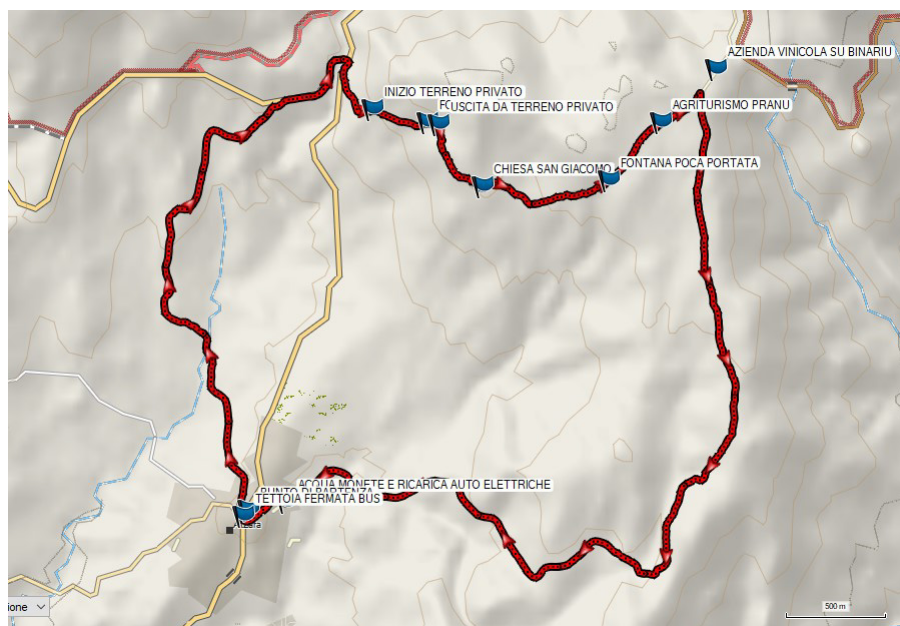 AZIENDA VINICOLA SU BINARIU
INIZIO TERRENO PRIVATO
USCITA DA TERRENO PRIVATO
AGRITURISMO PRANU
CHIESA SAN GIACOMO
FONTANA POCA PORTATA
ACQUA MONETE E RICARICA AUTO ELETTRICHE
PUNTO DI PARTENZA
TETTOIA FERMATA BUS
ione
500 m